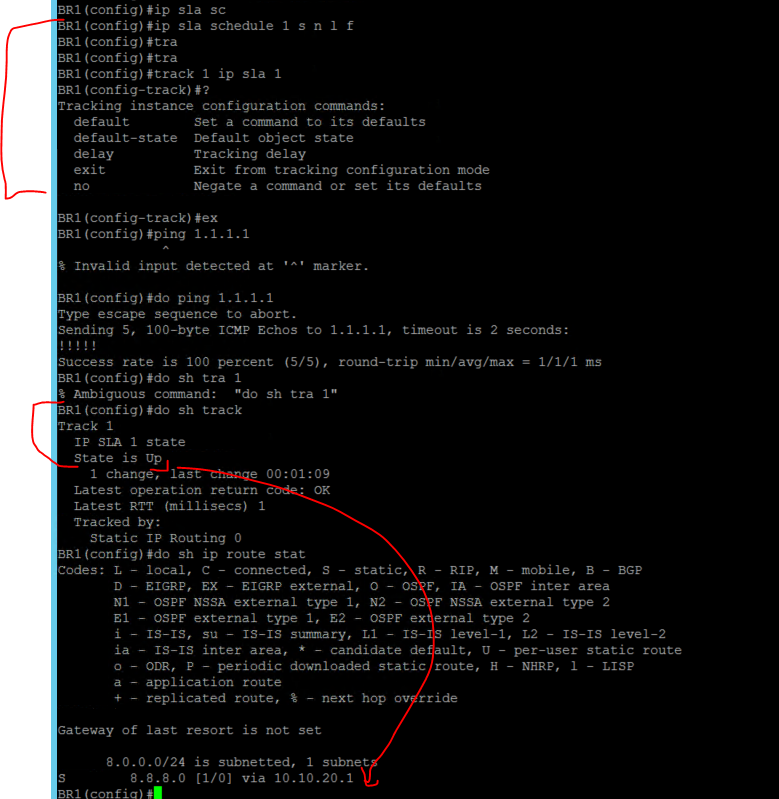 BR1(config)#ip sla sc
BR1(config)#ip sla schedule 1 s n l f
BR1(config)#tra
BR1(config)#tra
BR1(config)#track 1 ip sla 1
BR1(config-track)#?
Tracking instance configuration commands:
  default        Set a command to its defaults
  default-state  Default object state
  delay          Tracking delay
  exit           Exit from tracking configuration mode
  no             Negate a command or set its defaults
BR1(config-track)#ex
BR1(config)#ping 1.1.1.1
             ^
% Invalid input detected at '^' marker.
BR1(config)#do ping 1.1.1.1
Type escape sequence to abort.
Sending 5, 100-byte ICMP Echos to 1.1.1.1, timeout is 2 seconds:
!!!!!
Success rate is 100 percent (5/5), round-trip min/avg/max = 1/1/1 ms
BR1(config)#do sh tra 1
% Ambiguous command:  "do sh tra 1"
BR1(config)#do sh track
Track 1
  IP SLA 1 state
  State is Up
    1 change, last change 00:01:09
  Latest operation return code: OK
  Latest RTT (millisecs) 1
  Tracked by:
    Static IP Routing 0
BR1(config)#do sh ip route stat
Codes: L - local, C - connected, S - static, R - RIP, M - mobile, B - BGP
       D - EIGRP, EX - EIGRP external, O - OSPF, IA - OSPF inter area
       N1 - OSPF NSSA external type 1, N2 - OSPF NSSA external type 2
       E1 - OSPF external type 1, E2 - OSPF external type 2
       i - IS-IS, su - IS-IS summary, L1 - IS-IS level-1, L2 - IS-IS level-2
       ia - IS-IS inter area, * - candidate default, U - per-user static route
       o - ODR, P - periodic downloaded static route, H - NHRP, l - LISP
       a - application route
       + - replicated route, % - next hop override
Gateway of last resort is not set
      8.0.0.0/24 is subnetted, 1 subnets
S        8.8.8.0 [1/0] via 10.10.20.1
BR1(config)#